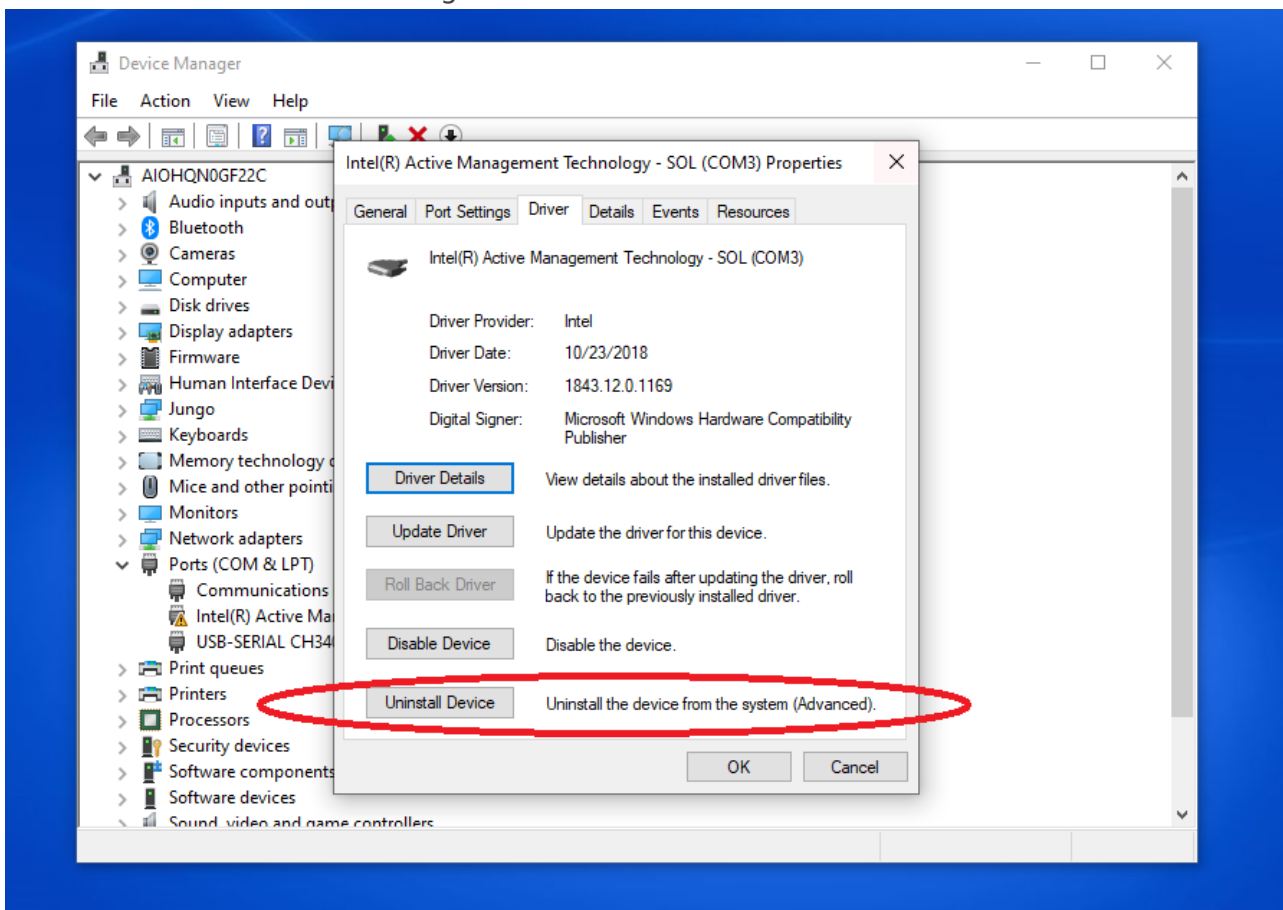 Device Manager
File Action View Help
AIOHQN0GF22C
Audio inputs and outp
Bluetooth
Cameras
Computer
Disk drives
Display adapters
Firmware
Human Interface Devi
Jungo
Keyboards
Memory technology d
Mice and other pointi
Monitors
Network adapters
Ports (COM & LPT)
Communications
Intel(R) Active Mar
USB-SERIAL CH340
Print queues
Printers
Processors
Security devices
Software components
Software devices
Sound, video and game controllers
Intel(R) Active Management Technology - SOL (COM3) Properties
General Port Settings Driver Details Events Resources
Intel(R) Active Management Technology - SOL (COM3)
Driver Provider: Intel
Driver Date: 10/23/2018
Driver Version: 1843.12.0.1169
Digital Signer: Microsoft Windows Hardware Compatibility
Publisher
Driver Details View details about the installed driver files.
Update Driver Update the driver for this device.
Roll Back Driver If the device fails after updating the driver, roll
back to the previously installed driver.
Disable Device Disable the device.
Uninstall Device Uninstall the device from the system (Advanced).
OK Cancel